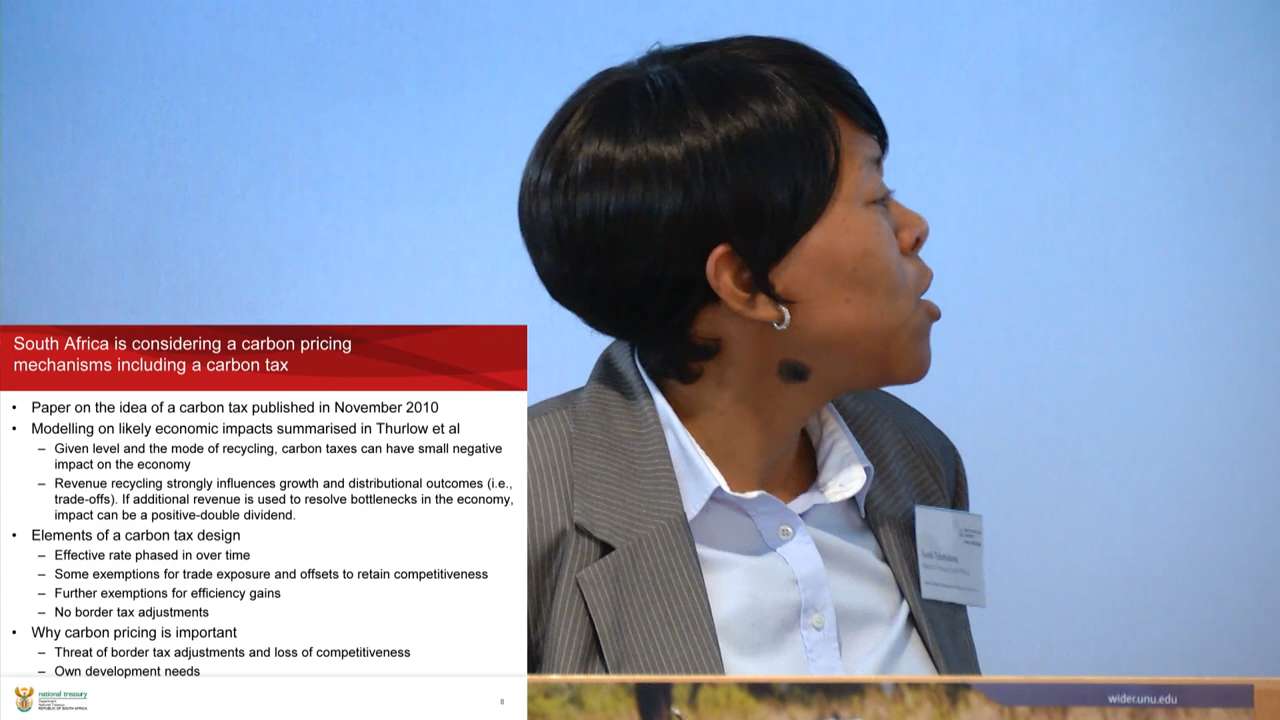 South Africa is considering a carbon pricing
mechanisms including a carbon tax
• Paper on the idea of a carbon tax published in November 2010
• Modelling on likely economic impacts summarised in Thurlow et al
– Given level and the mode of recycling, carbon taxes can have small negative
impact on the economy
– Revenue recycling strongly influences growth and distributional outcomes (i.e.,
trade-offs). If additional revenue is used to resolve bottlenecks in the economy,
impact can be a positive-double dividend.
• Elements of a carbon tax design
– Effective rate phased in over time
– Some exemptions for trade exposure and offsets to retain competitiveness
– Further exemptions for efficiency gains
– No border tax adjustments
• Why carbon pricing is important
– Threat of border tax adjustments and loss of competitiveness
– Own development needs
national treasury
Department:
National Treasury
REPUBLIC OF SOUTH AFRICA
8
wider.unu.edu